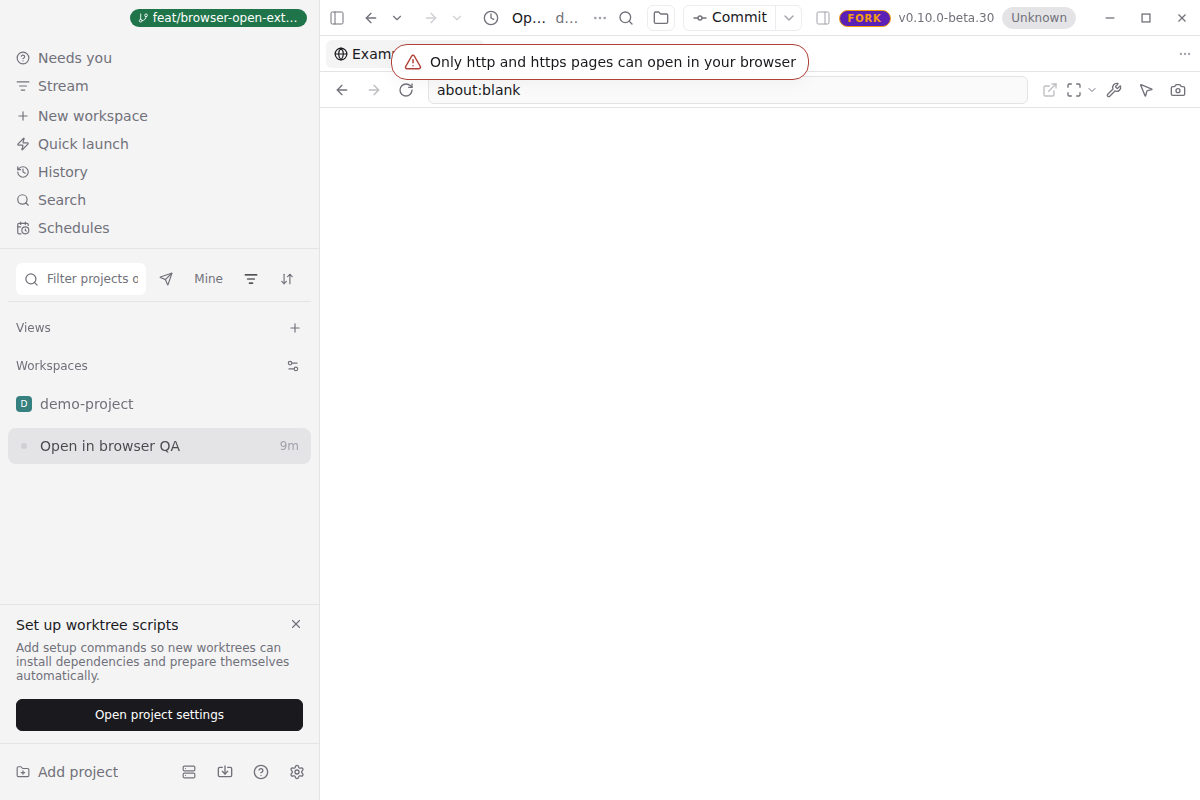 feat/browser-open-ext...
Op... d...
Commit
FORK
v0.10.0-beta.30
Unknown
Needs you
Stream
New workspace
Quick launch
History
Search
Schedules
Filter projects o
Mine
Views
Workspaces
D demo-project
Open in browser QA 9m
Set up worktree scripts
Add setup commands so new worktrees can
install dependencies and prepare themselves
automatically.
Open project settings
Add project
Only http and https pages can open in your browser
about:blank